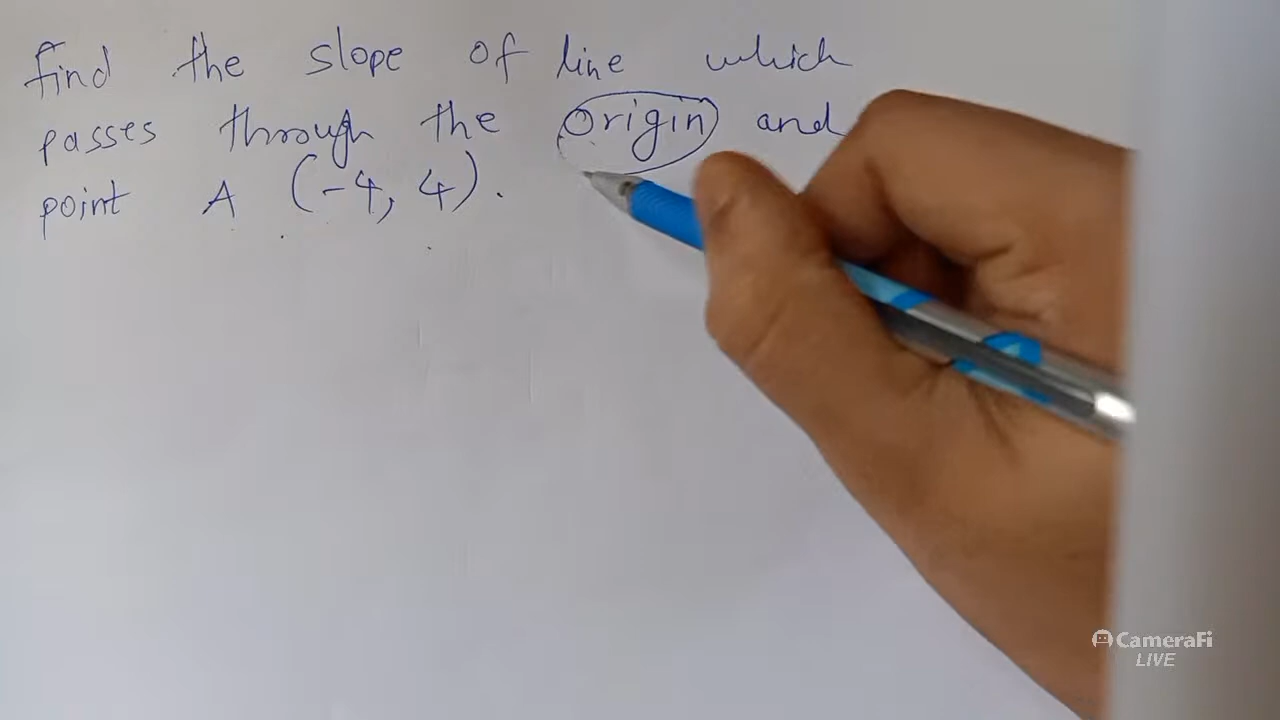 find the slope of line which
passes through the origin and
point A (-4, 4).
CameraFi
LIVE